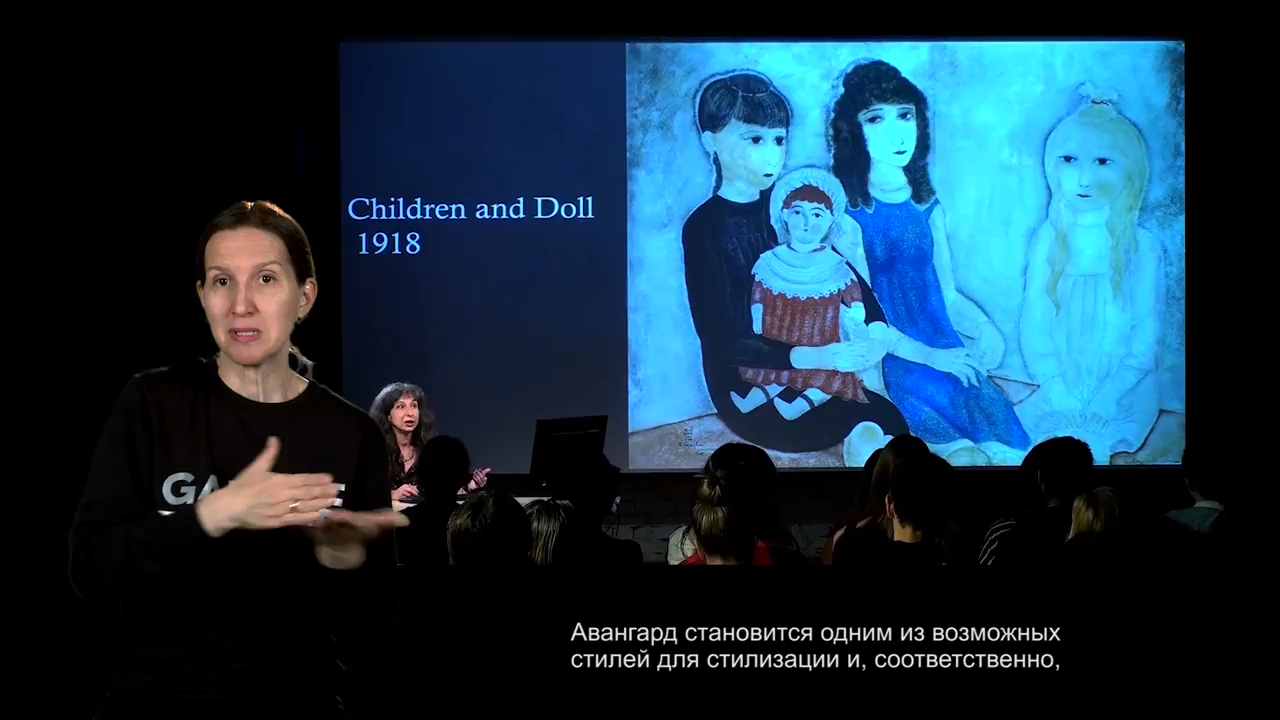 Children and Doll
1918
Авангард становится одним из возможных
стилей для стилизации и, соответственно,